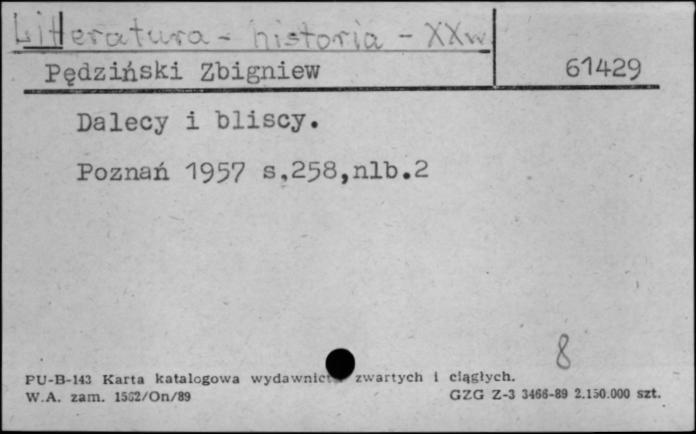 Literatura - historia - XXw
Pędziński Zbigniew 61429
Dalecy i bliscy.
Poznań 1957 s.258,nlb.2
8
PU-B-143 Karta katalogowa wydawnict zwartych i ciągłych.
W.A. zam. 1562/On/89 GZG Z-3 3466-89 2.150.000 szt.